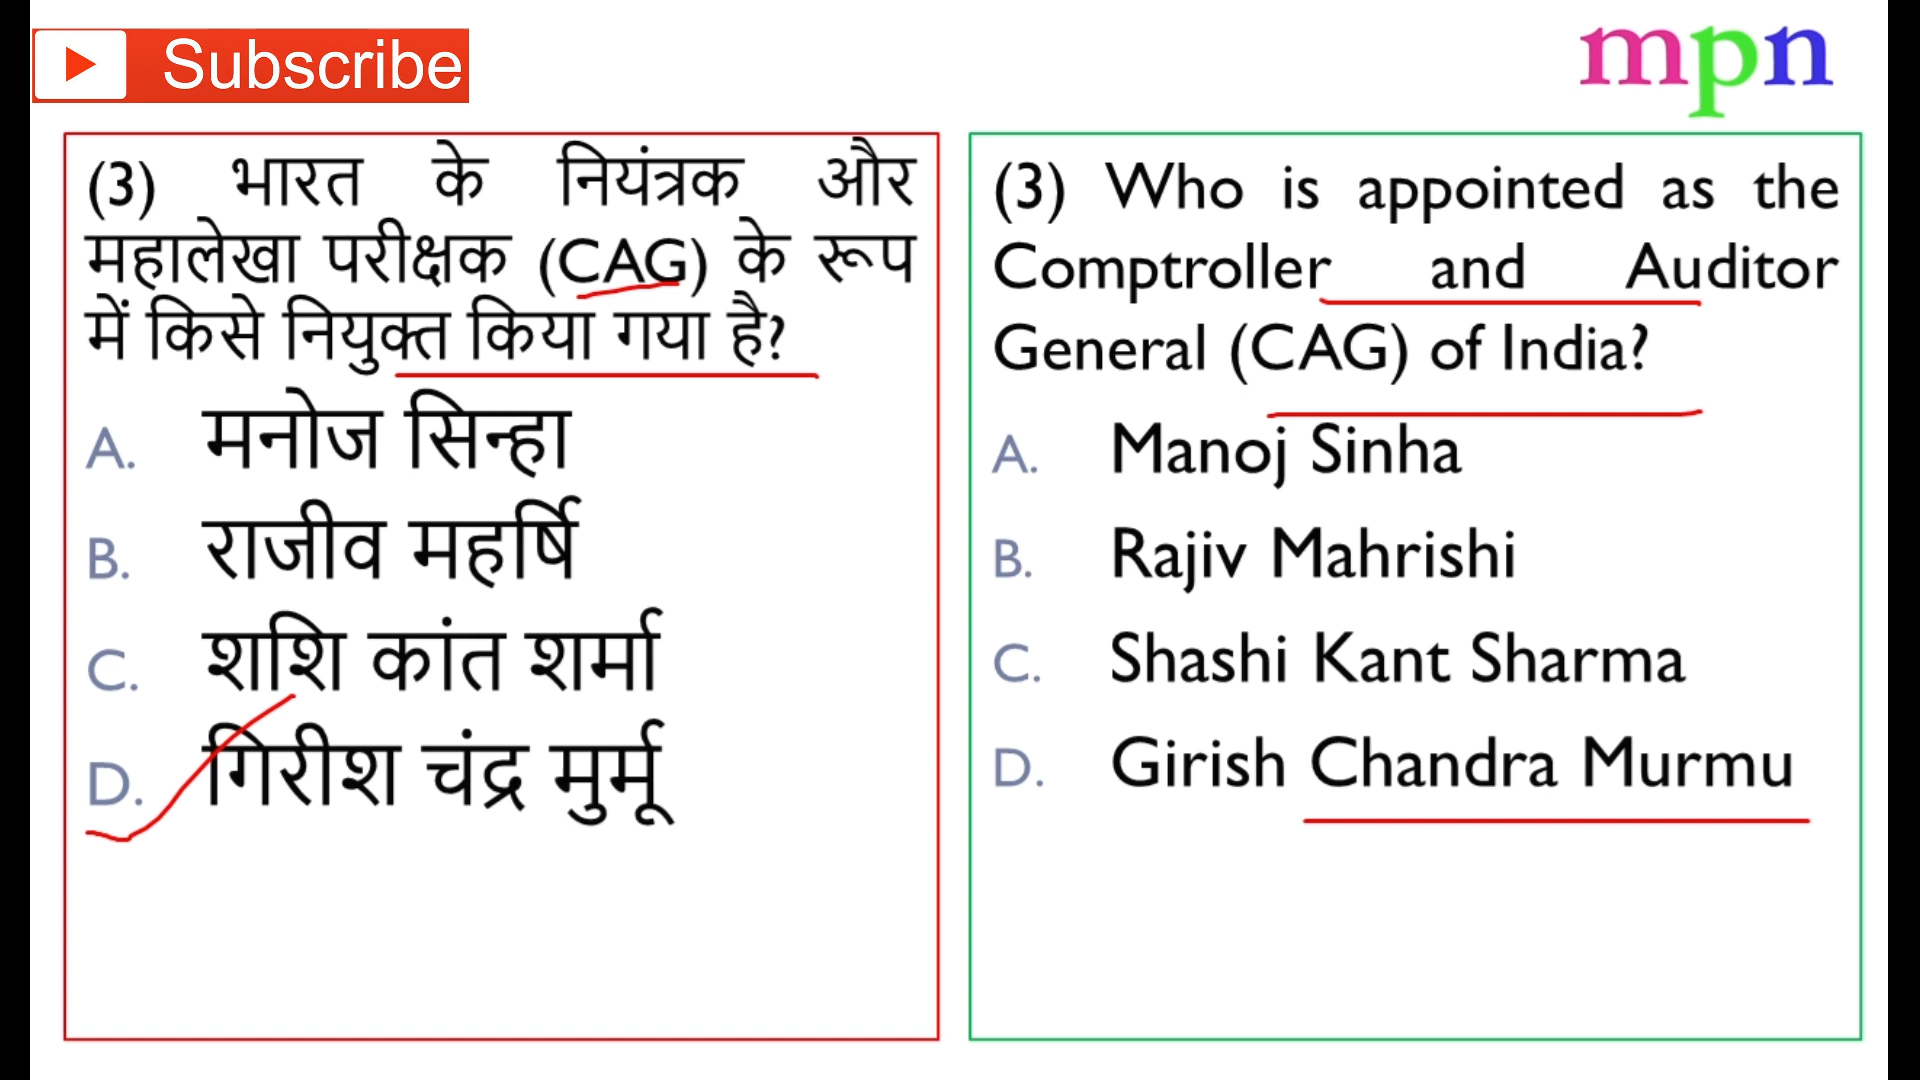 Subscribe
mpn
(3) भारत के नियंत्रक और
महालेखा परीक्षक (CAG) के रूप
में किसे नियुक्त किया गया है?
A. मनोज सिन्हा
B. राजीव महर्षि
C. शशि कांत शर्मा
D. गिरीश चंद्र मुर्मू
(3) Who is appointed as the
Comptroller and Auditor
General (CAG) of India?
A. Manoj Sinha
B. Rajiv Mahrishi
C. Shashi Kant Sharma
D. Girish Chandra Murmu